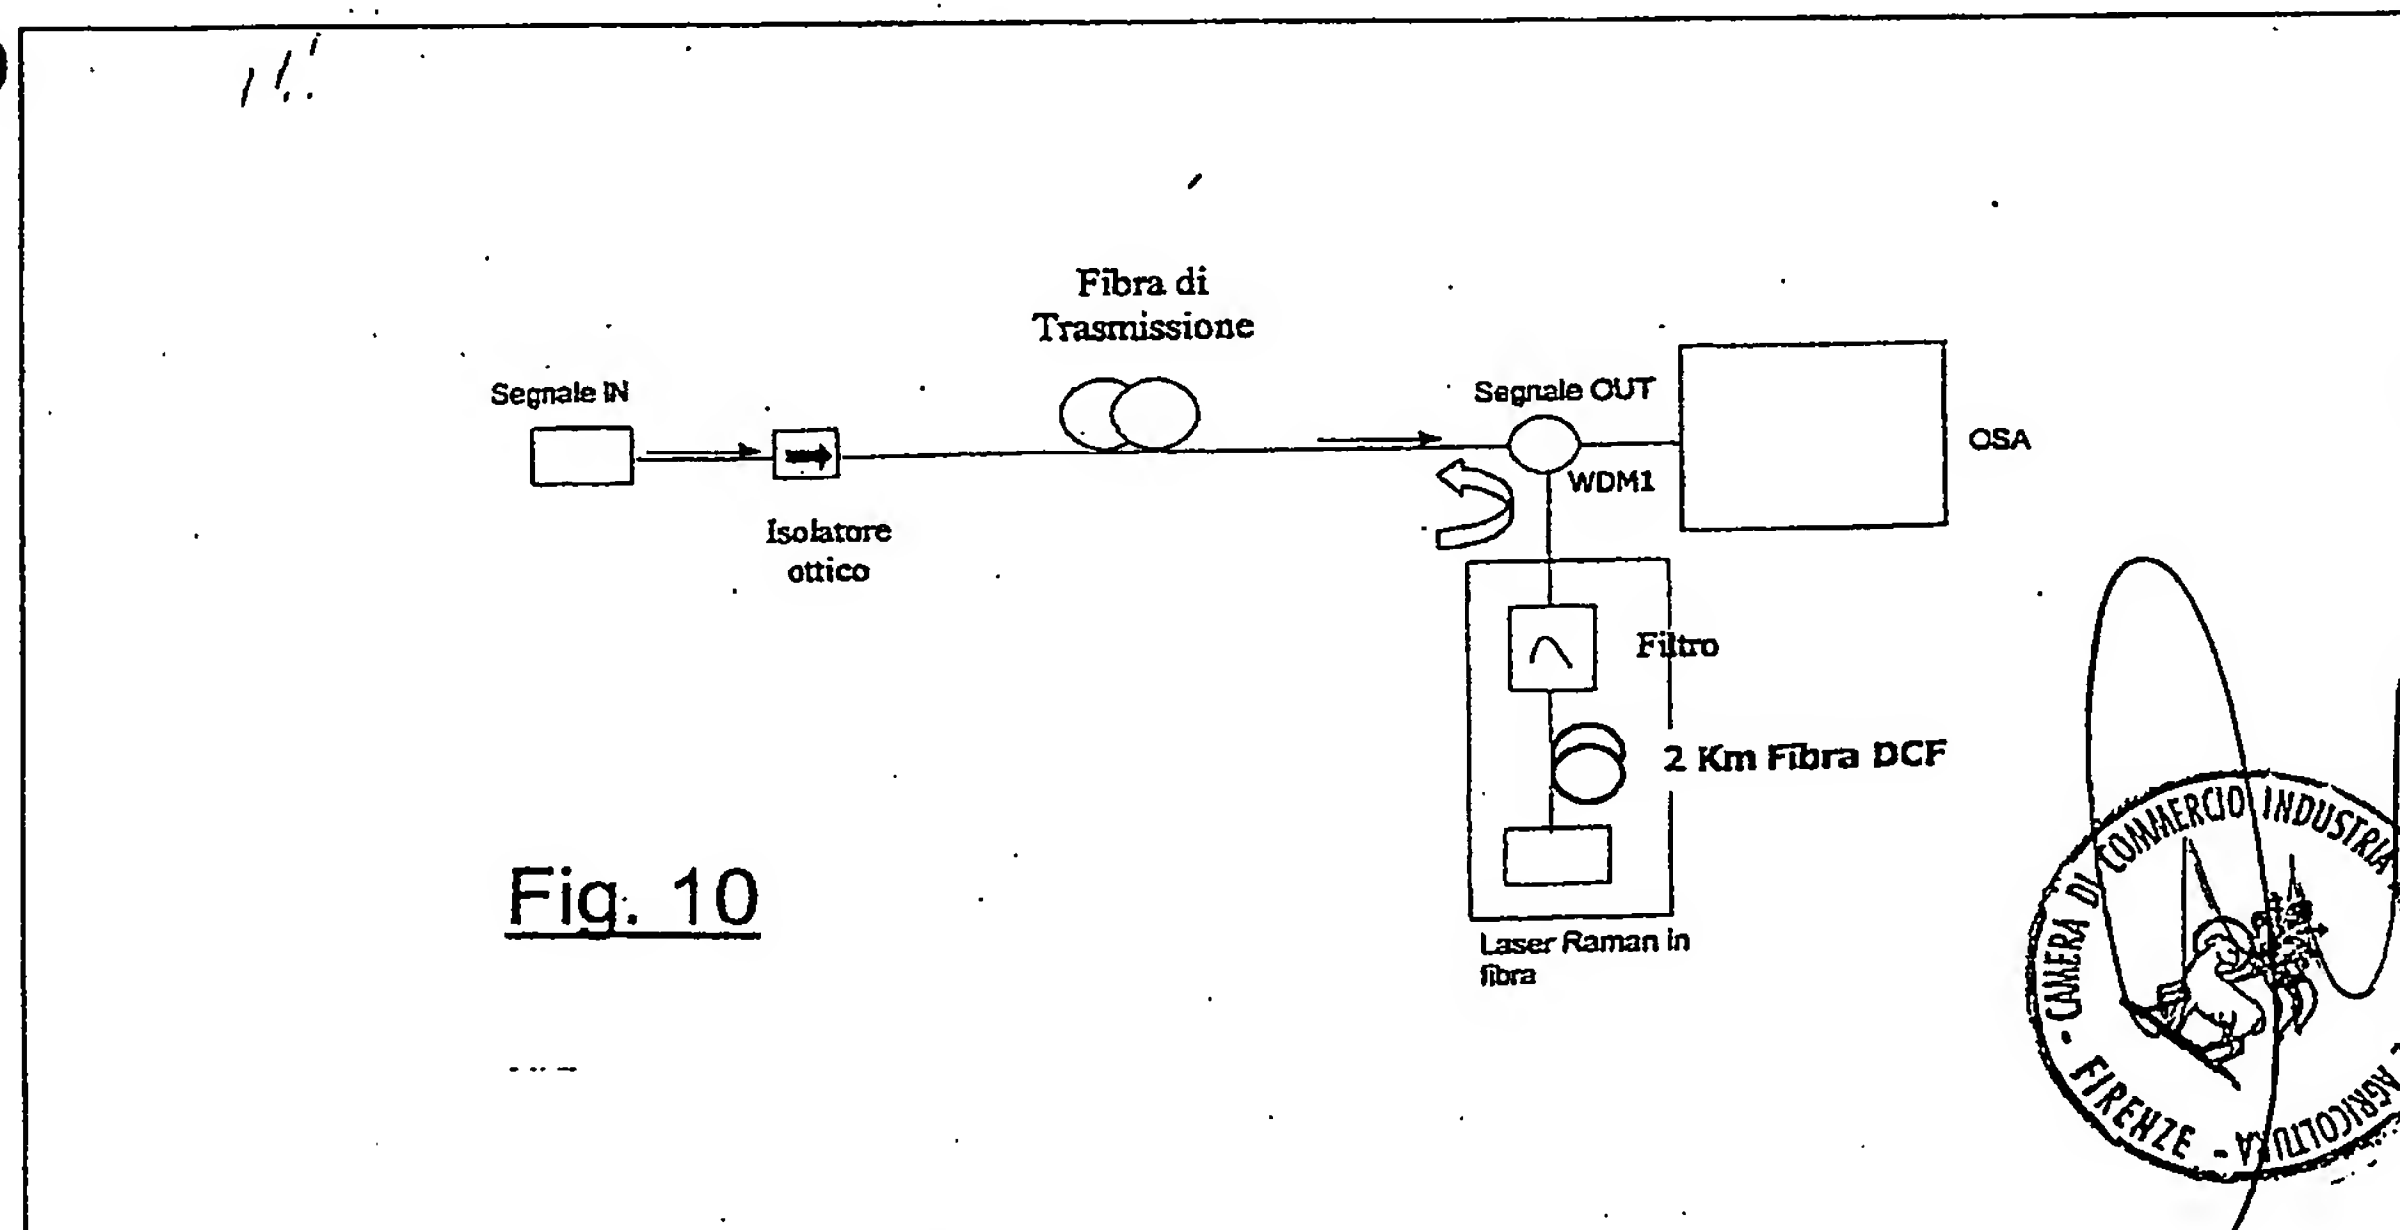 Fibra di
Trasmissione
Segnale IN
Segnale OUT
OSA
WDM1
Isolatore
ottico
Filtro
2 Km Fibra DCF
Fig. 10
Laser Raman in
fibra
CAMERA DI COMMERCIO INDUSTRIA
AGRICOLTURA - FIRENZE -